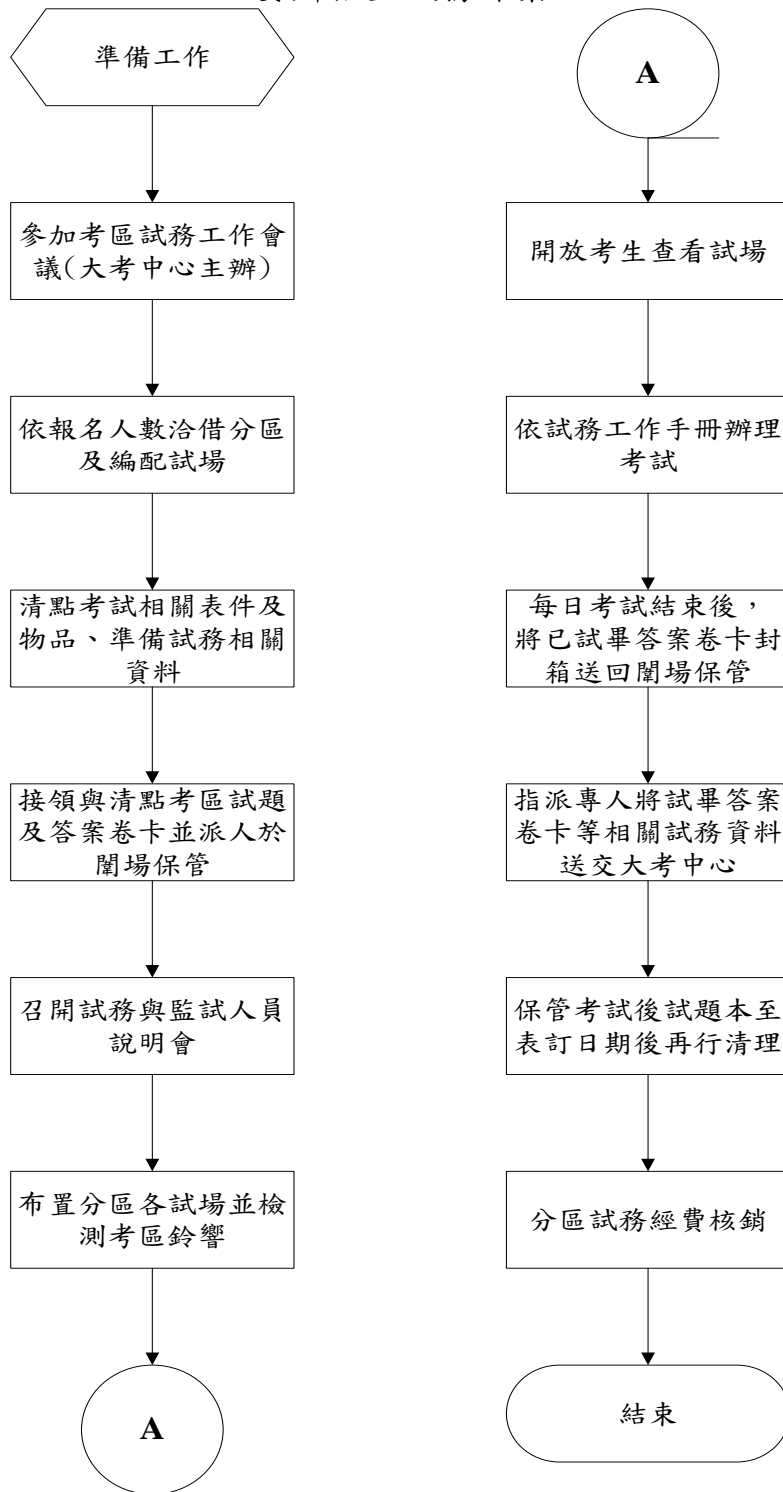 準備工作
參加考區試務工作會
議(大考中心主辦)
依報名人數洽借分區
及編配試場
清點考試相關表件及
物品、準備試務相關
資料
接領與清點考區試題
及答案卷卡並派人於
闈場保管
召開試務與監試人員
說明會
布置分區各試場並檢
測考區鈴響
A
A
開放考生查看試場
依試務工作手冊辦理
考試
每日考試結束後，
將已試畢答案卷卡封
箱送回闈場保管
指派專人將試畢答案
卷卡等相關試務資料
送交大考中心
保管考試後試題本至
表訂日期後再行清理
分區試務經費核銷
結束